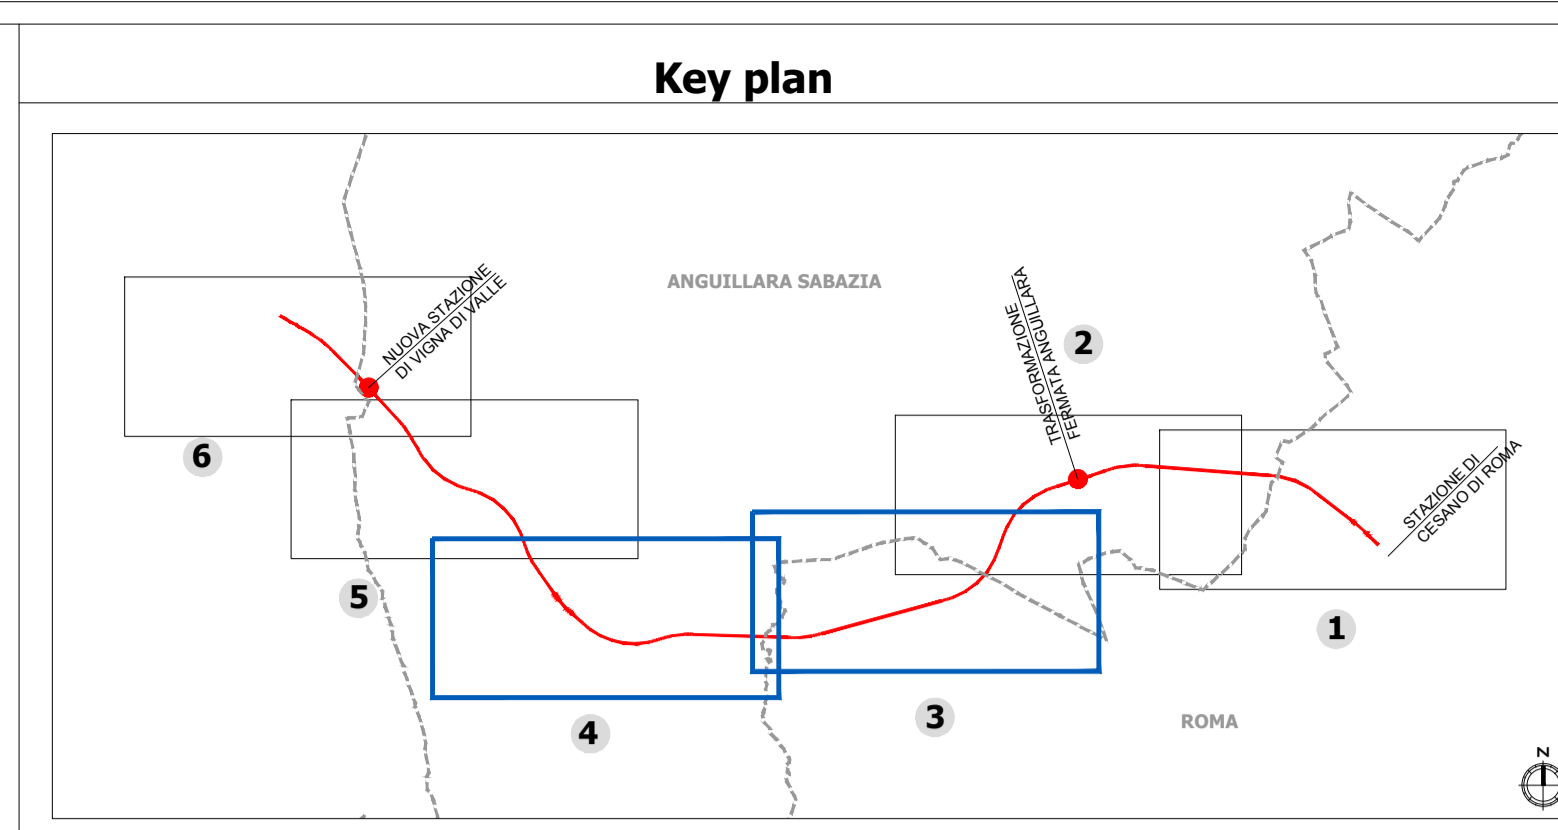 Key plan
ANGUILLARA SABAZIA
NUOVA STAZIONE
DI VIGNA DI VALLE
TRASFORMAZIONE
FERMATA ANGUILLARA
2
6
STAZIONE DI
CESANO DI ROMA
5
1
4
3
ROMA
N